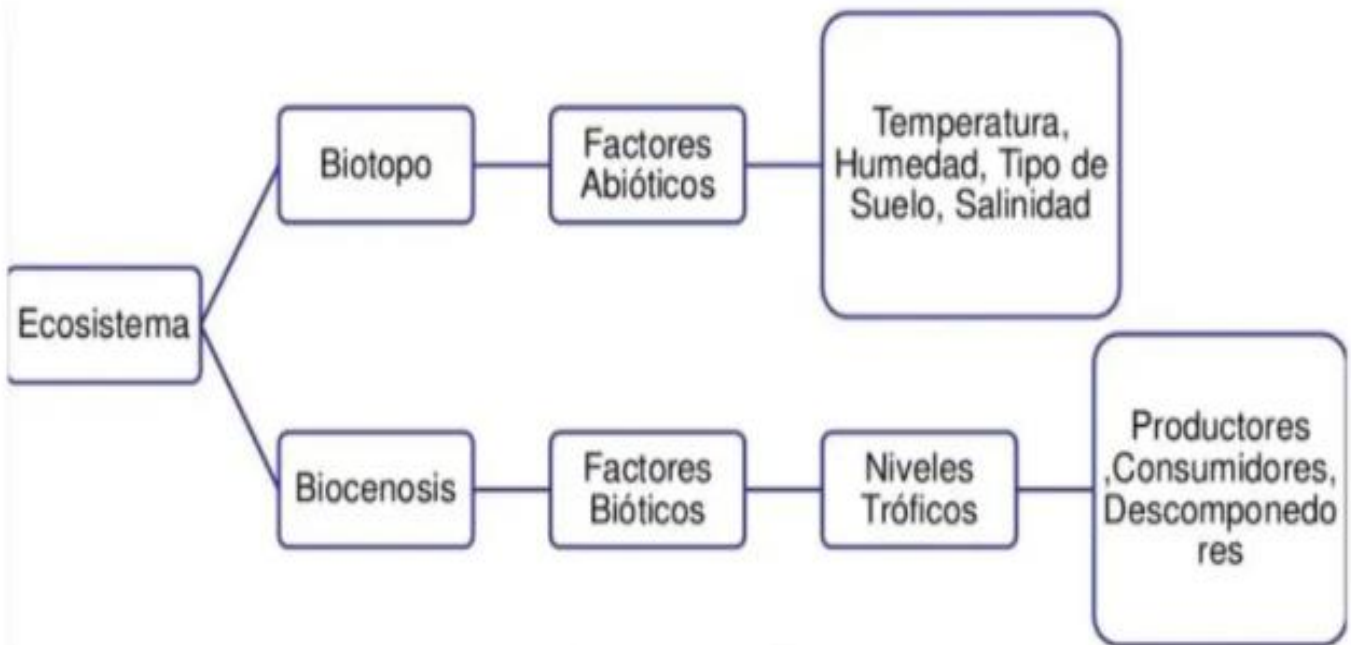 Ecosistema
Biotopo
Factores
Abióticos
Temperatura,
Humedad, Tipo de
Suelo, Salinidad
Biocenosis
Factores
Bióticos
Niveles
Tróficos
Productores
,Consumidores,
Descomponedo
res